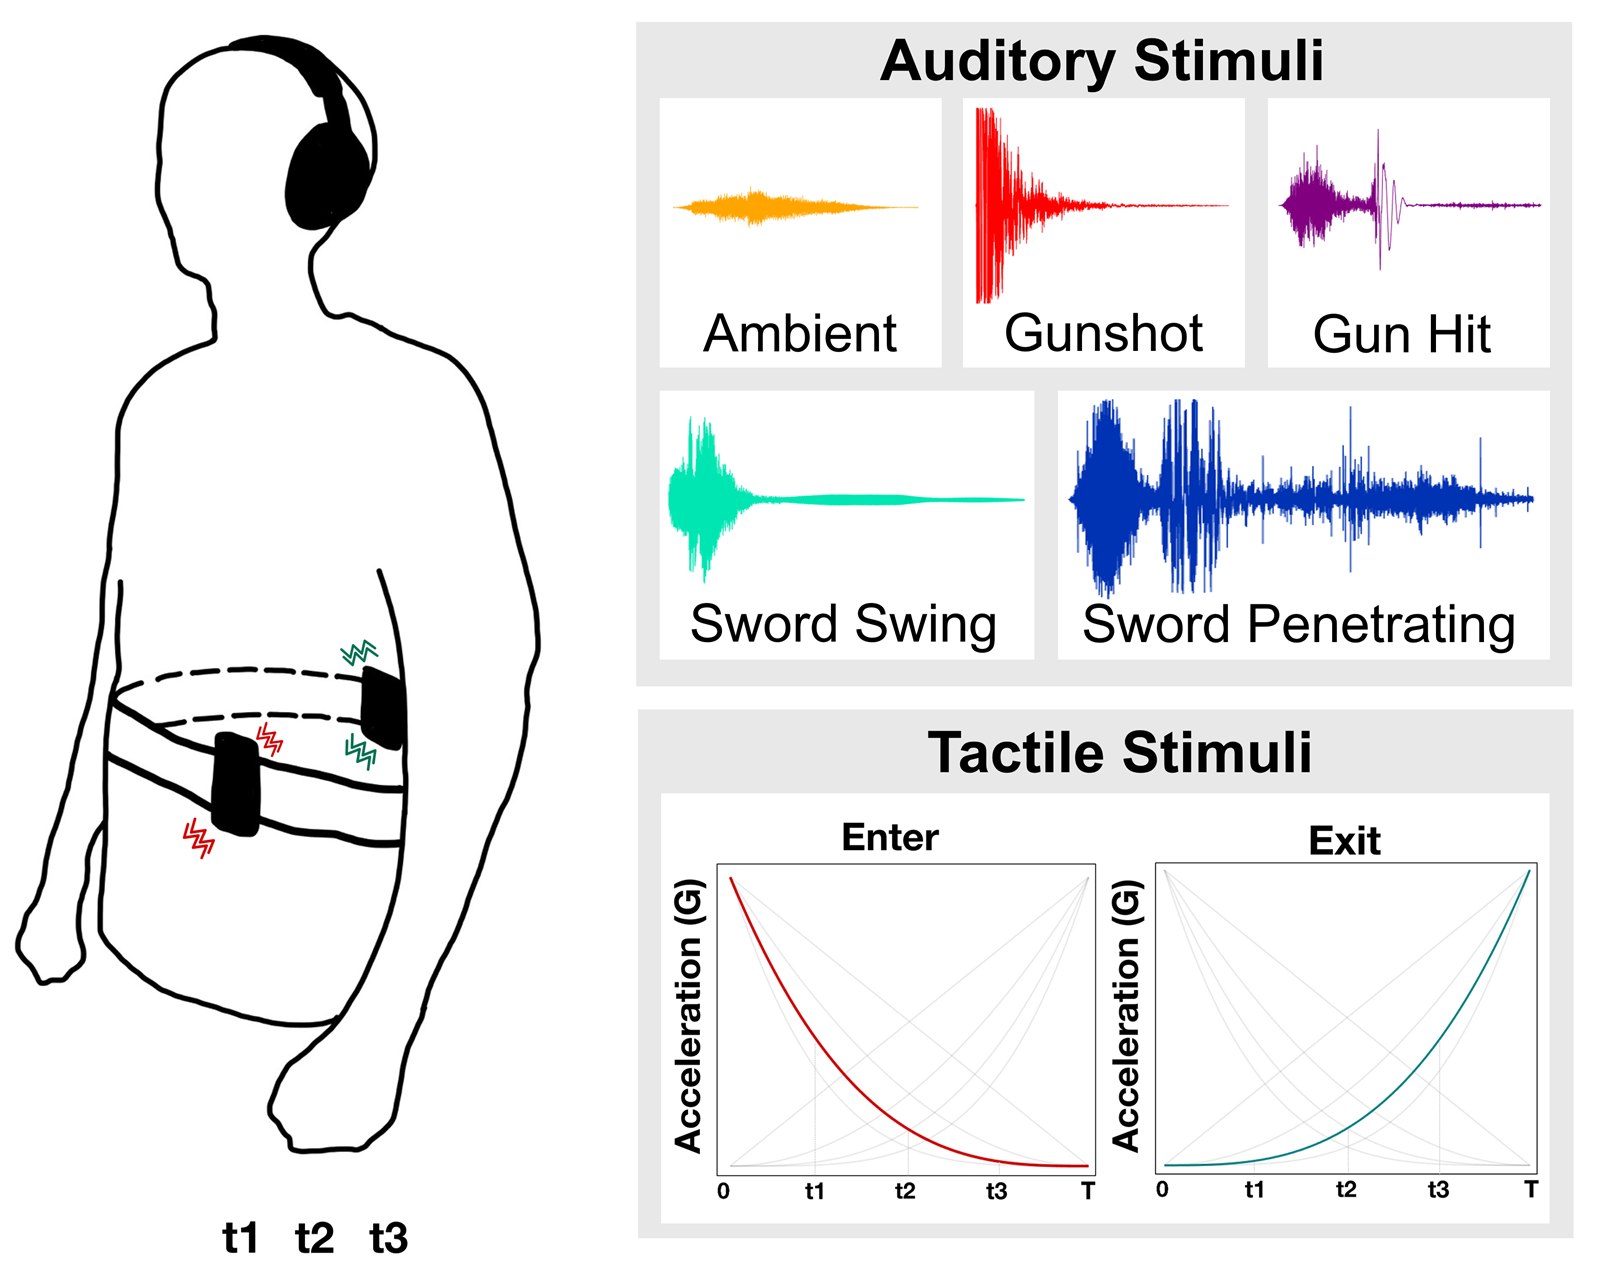 Auditory Stimuli
Ambient
Gunshot
Gun Hit
Sword Swing
Sword Penetrating
Tactile Stimuli
Enter
Acceleration (G)
0 t1 t2 t3 T
Exit
Acceleration (G)
0 t1 t2 t3 T
t1 t2 t3